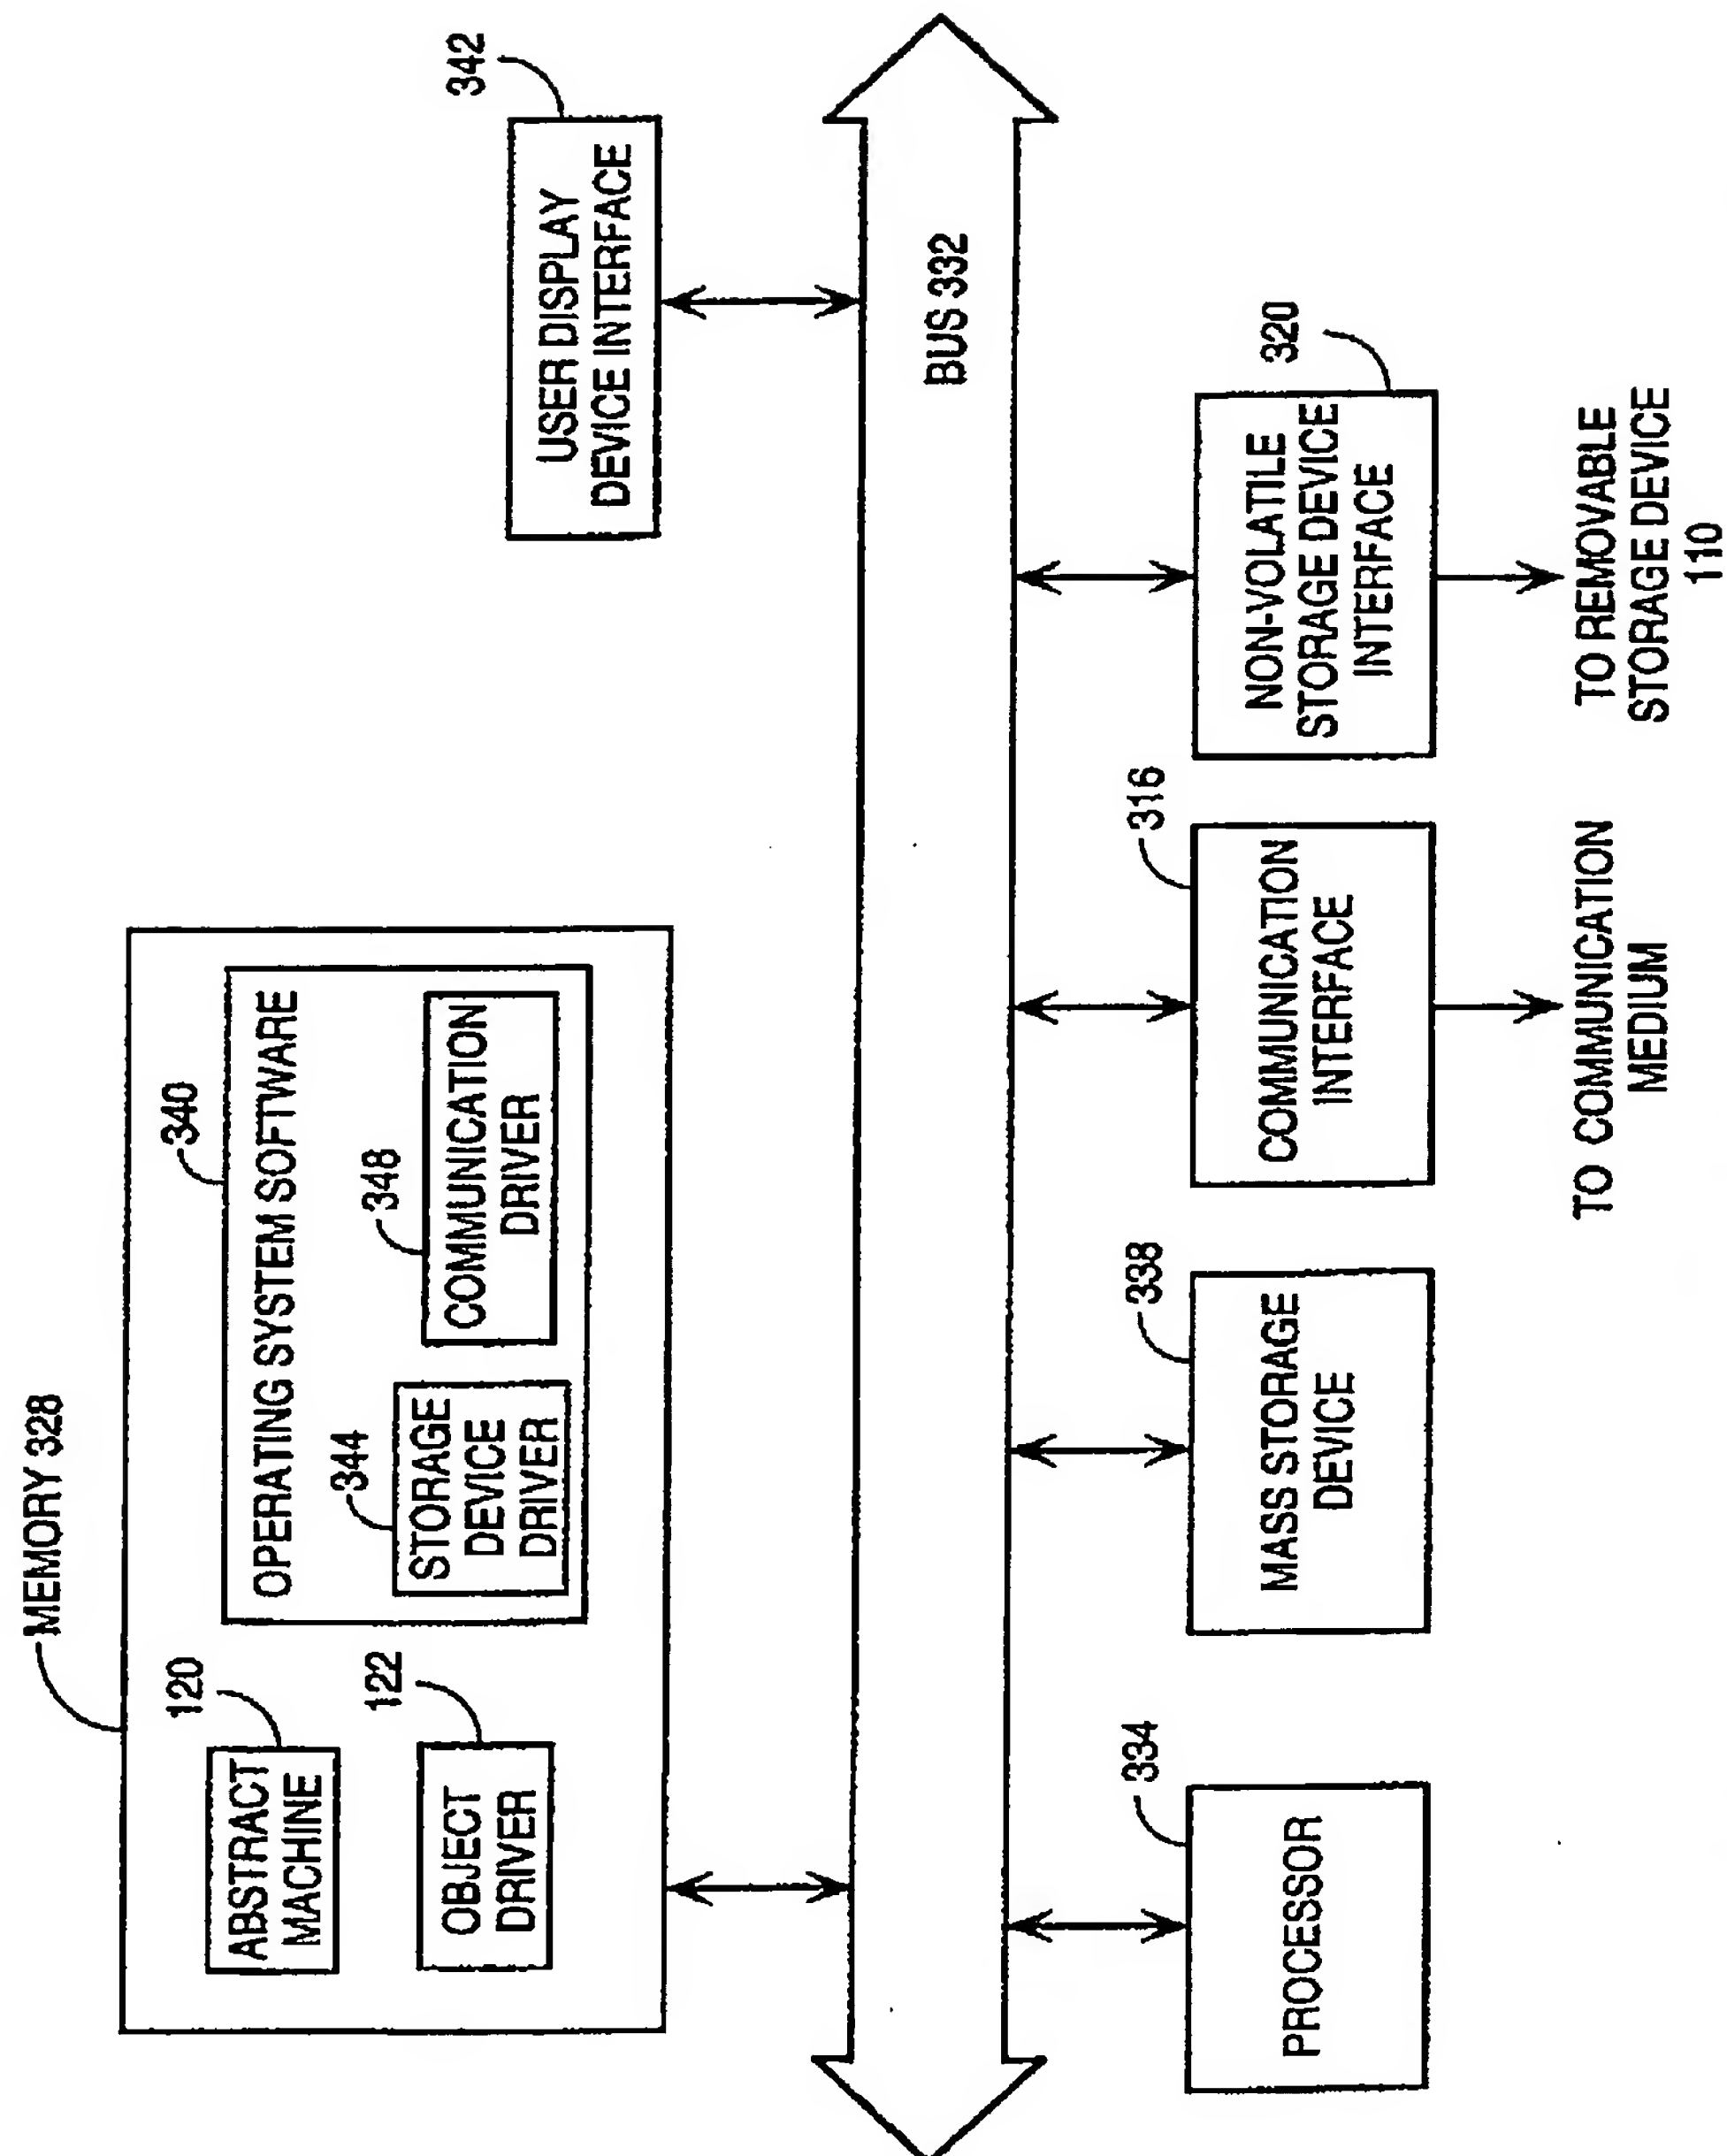 MEMORY 328
120
ABSTRACT
MACHINE
122
OBJECT
DRIVER
340
OPERATING SYSTEM SOFTWARE
344
STORAGE
DEVICE
DRIVER
348
COMMUNICATION
DRIVER
342
USER DISPLAY
DEVICE INTERFACE
BUS 332
334
PROCESSOR
338
MASS STORAGE
DEVICE
316
COMMUNICATION
INTERFACE
TO COMMUNICATION
MEDIUM
320
NON-VOLATILE
STORAGE DEVICE
INTERFACE
TO REMOVABLE
STORAGE DEVICE
110